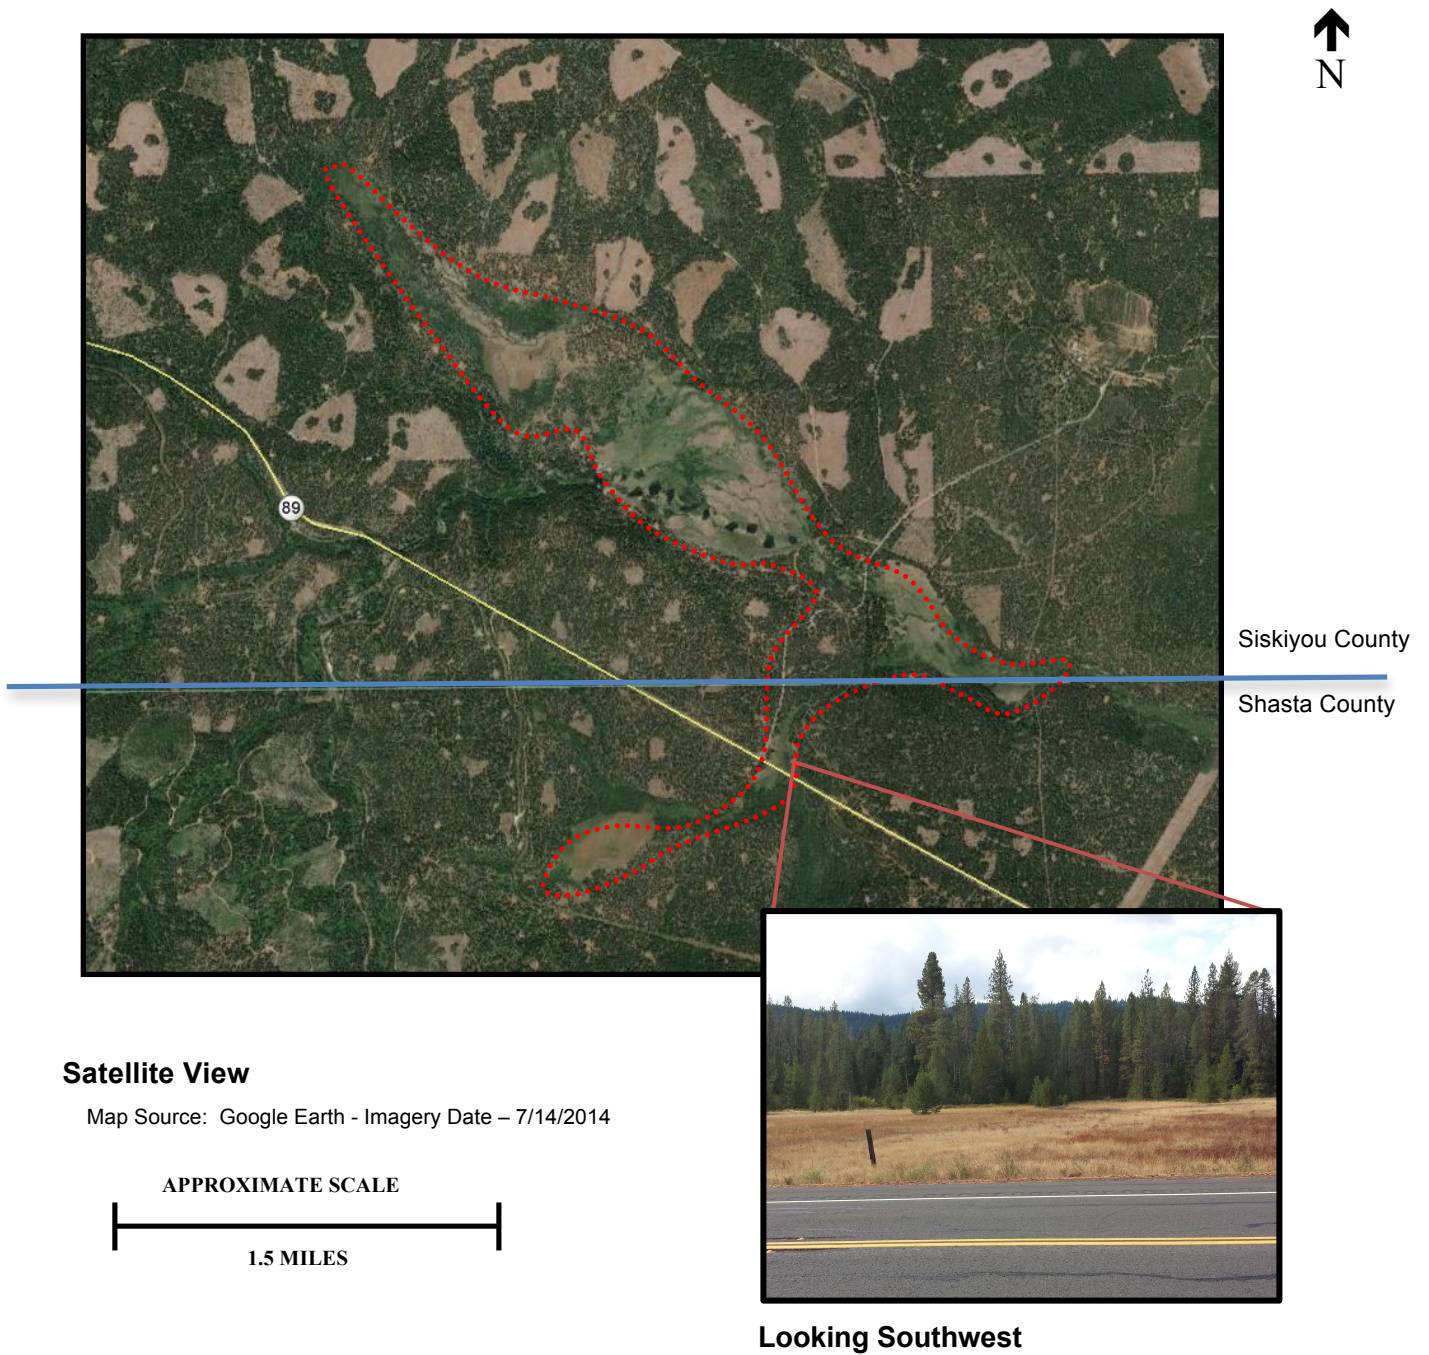 N
89
Siskiyou County
Shasta County
Satellite View
Map Source: Google Earth - Imagery Date – 7/14/2014
APPROXIMATE SCALE
1.5 MILES
Looking Southwest